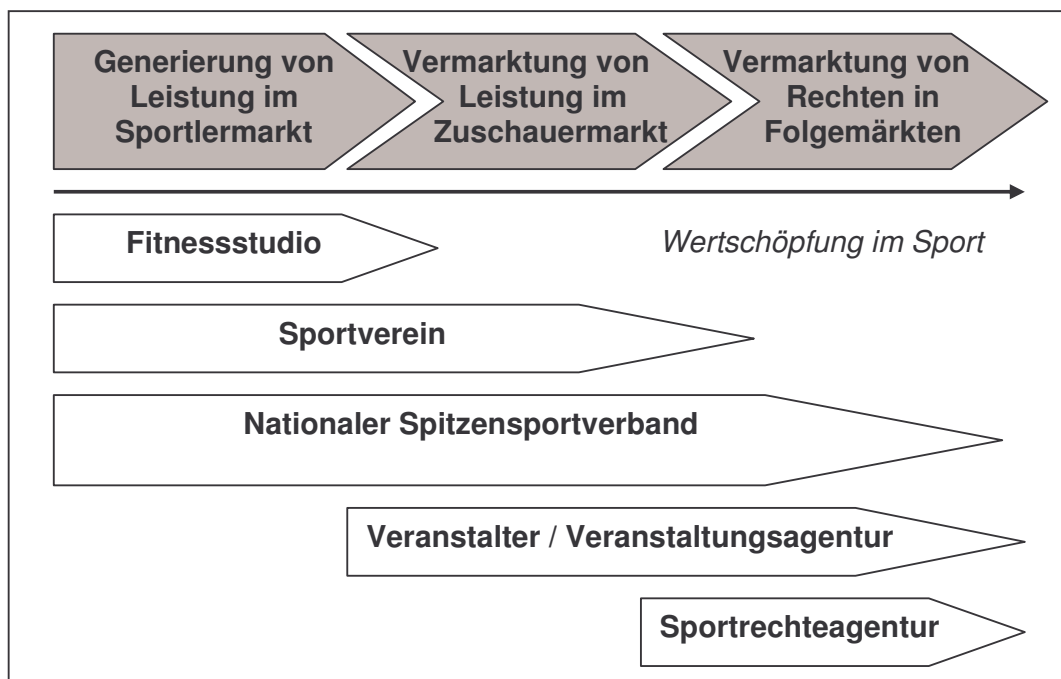 Generierung von
Leistung im
Sportlermarkt
Vermarktung von
Leistung im
Zuschauermarkt
Vermarktung von
Rechten in
Folgemärkten
Fitnessstudio
Wertschöpfung im Sport
Sportverein
Nationaler Spitzensportverband
Veranstalter / Veranstaltungsagentur
Sportrechteagentur